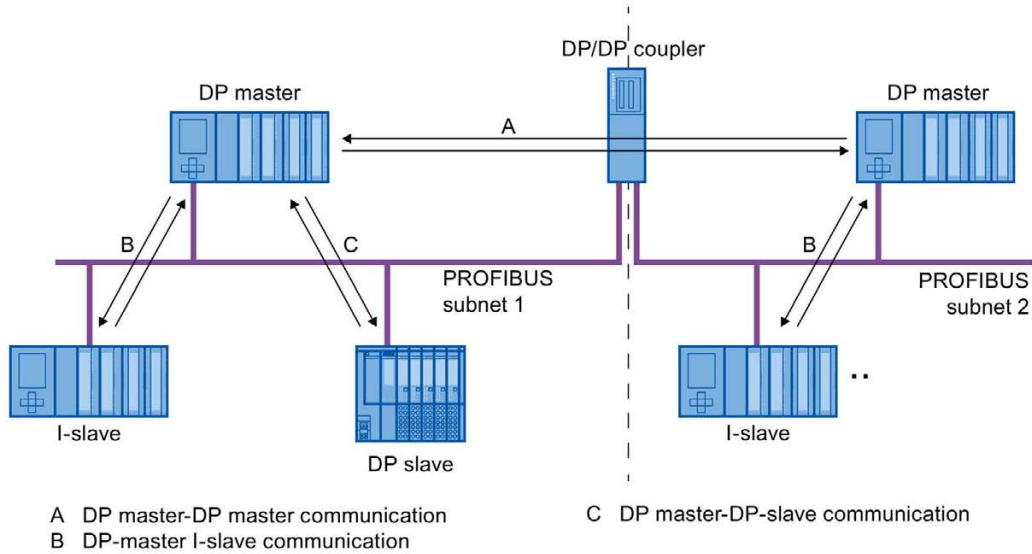 DP/DP coupler
DP master
DP master
A
B
C
B
PROFIBUS
subnet 1
PROFIBUS
subnet 2
I-slave
DP slave
I-slave
..
A DP master-DP master communication
B DP-master I-slave communication
C DP master-DP-slave communication